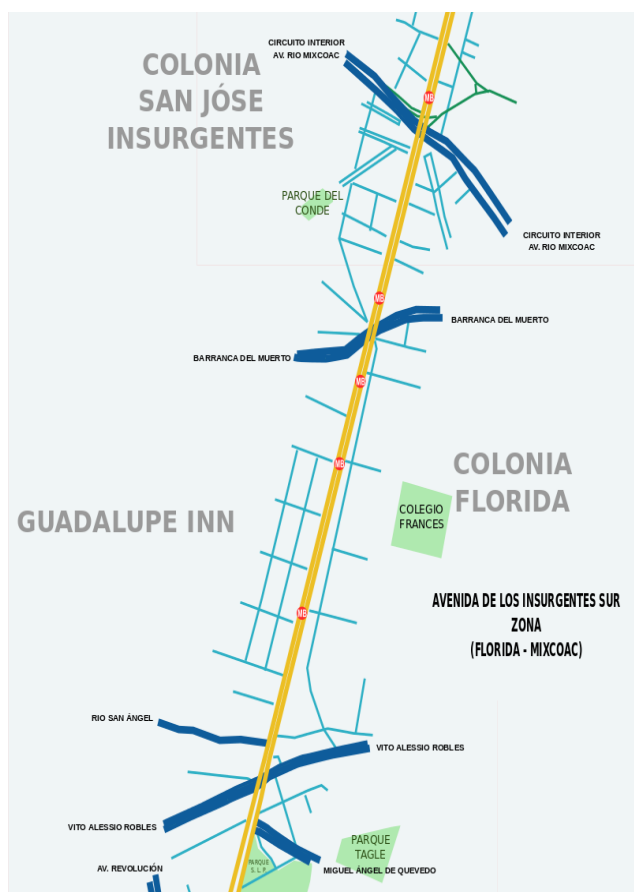 CIRCUITO INTERIOR
AV. RIO MIXCOAC
COLONIA
SAN JÓSE
INSURGENTES
MB
PARQUE DEL
CONDE
CIRCUITO INTERIOR
AV. RIO MIXCOAC
MB
BARRANCA DEL MUERTO
BARRANCA DEL MUERTO
MB
MB
COLONIA
FLORIDA
COLEGIO
FRANCES
GUADALUPE INN
AVENIDA DE LOS INSURGENTES SUR
ZONA
(FLORIDA - MIXCOAC)
MB
RIO SAN ÁNGEL
VITO ALESSIO ROBLES
VITO ALESSIO ROBLES
PARQUE
TAGLE
PARQUE
S. L. P.
AV. REVOLUCIÓN
MIGUEL ÁNGEL DE QUEVEDO